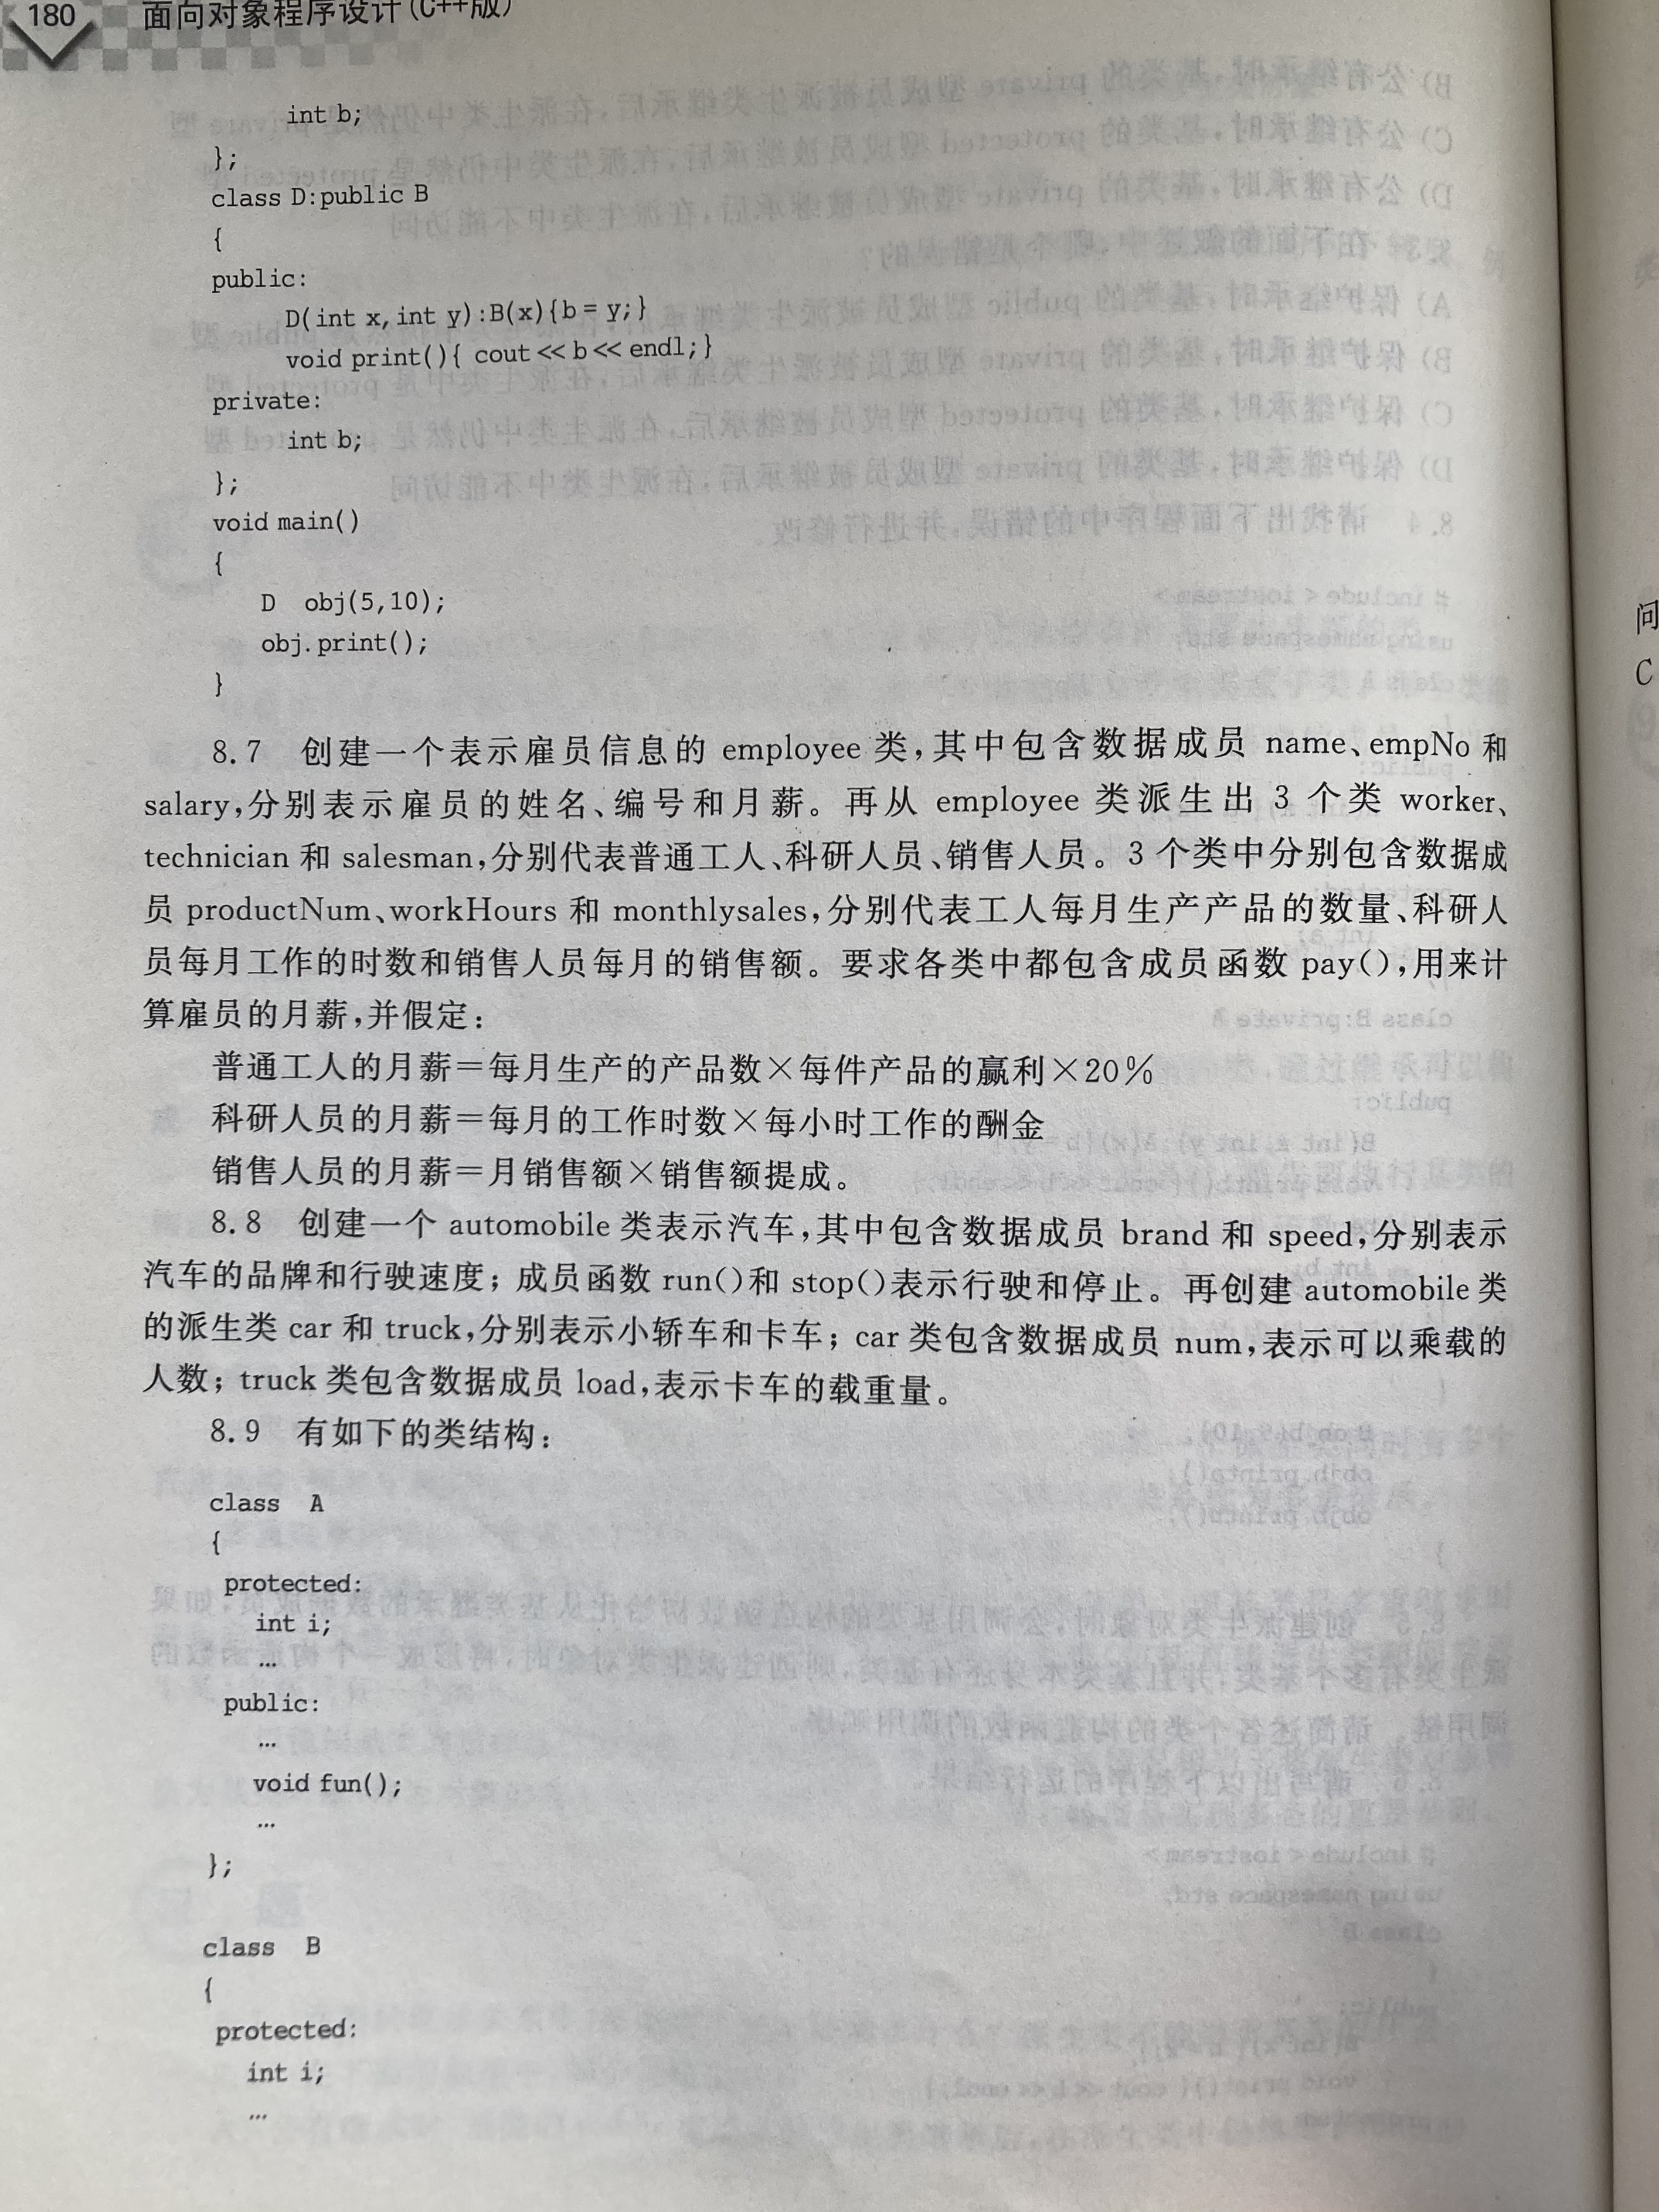 180 面向对象程序设计(C++版)
int b;
};
class D:public B
{
public:
D(int x,int y):B(x){b = y;}
void print(){ cout << b << endl;}
private:
int b;
};
void main()
{
D obj(5,10);
obj.print();
}
8.7 创建一个表示雇员信息的 employee 类,其中包含数据成员 name、empNo 和
salary,分别表示雇员的姓名、编号和月薪。再从 employee 类派生出 3 个类 worker、
technician 和 salesman,分别代表普通工人、科研人员、销售人员。3 个类中分别包含数据成
员 productNum、workHours 和 monthlysales,分别代表工人每月生产产品的数量、科研人
员每月工作的时数和销售人员每月的销售额。要求各类中都包含成员函数 pay(),用来计
算雇员的月薪,并假定:
普通工人的月薪=每月生产的产品数×每件产品的赢利×20%
科研人员的月薪=每月的工作时数×每小时工作的酬金
销售人员的月薪=月销售额×销售额提成。
8.8 创建一个 automobile 类表示汽车,其中包含数据成员 brand 和 speed,分别表示
汽车的品牌和行驶速度;成员函数 run()和 stop()表示行驶和停止。再创建 automobile 类
的派生类 car 和 truck,分别表示小轿车和卡车;car 类包含数据成员 num,表示可以乘载的
人数;truck 类包含数据成员 load,表示卡车的载重量。
8.9 有如下的类结构:
class A
{
protected:
int i;
…
public:
…
void fun();
…
};
class B
{
protected:
int i;
…
问
C